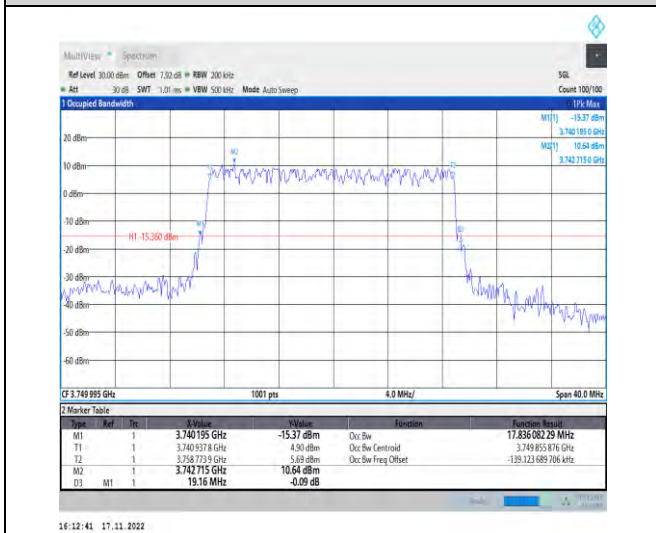 MultiView Spectrum
Ref Level 30.00 dBm Offset 7.92 dB RBW 200 kHz SGL
Att 30 dB SWT 1.01 ms VBW 500 kHz Mode Auto Sweep Count 100/100
1 Occupied Bandwidth 1Pk Max
M1[1] -15.37 dBm
3.740 195 0 GHz
M2[1] 10.64 dBm
3.742 715 0 GHz
20 dBm
M2
10 dBm
0 dBm
-10 dBm
H1 -15.360 dBm
-20 dBm
-30 dBm
-40 dBm
-50 dBm
-60 dBm
CF 3.749 995 GHz 1001 pts 4.0 MHz/ Span 40.0 MHz
2 Marker Table
Type Ref Trc X-Value Y-Value Function Function Result
M1 1 3.740 195 GHz -15.37 dBm Occ Bw 17.836 082 29 MHz
T1 1 3.740 937 8 GHz 4.90 dBm Occ Bw Centroid 3.749 855 876 GHz
T2 1 3.758 773 9 GHz 5.69 dBm Occ Bw Freq Offset -139.123 689 706 kHz
M2 1 3.742 715 GHz 10.64 dBm
D3 M1 1 19.16 MHz -0.09 dB
16:12:41 17.11.2022